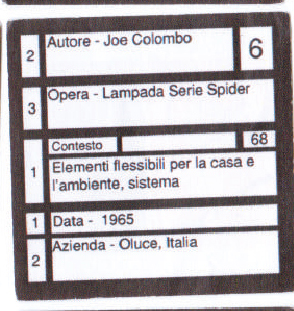 2 Autore - Joe Colombo 6
3 Opera - Lampada Serie Spider
Contesto 68
1 Elementi flessibili per la casa e
l'ambiente, sistema
1 Data - 1965
2 Azienda - Oluce, Italia